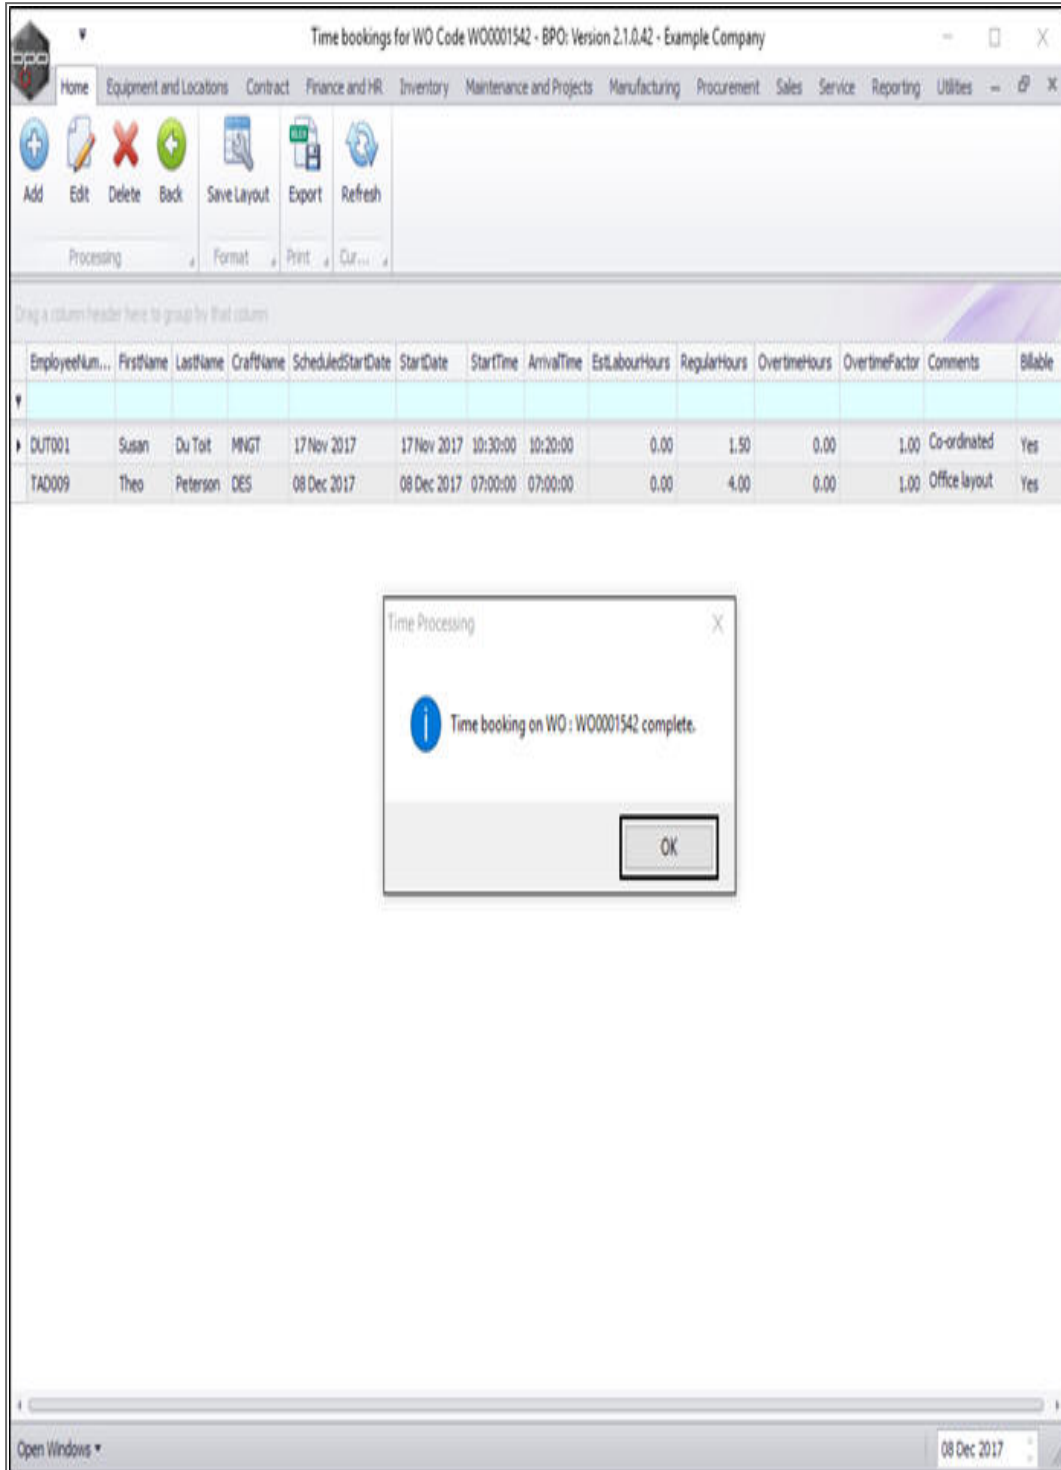 Time bookings for WO Code WO0001542 - BPO: Version 2.1.0.42 - Example Company
bpo
Home Equipment and Locations Contract Finance and HR Inventory Maintenance and Projects Manufacturing Procurement Sales Service Reporting Utilities
Add Edit Delete Back Save Layout Export Refresh
Processing Format Print Cur...
Drag a column header here to group by that column
EmployeeNum... FirstName LastName CraftName ScheduledStartDate StartDate StartTime ArrivalTime EstLabourHours RegularHours OvertimeHours OvertimeFactor Comments Billable
DUT001 Susan Du Toit MNGT 17 Nov 2017 17 Nov 2017 10:30:00 10:20:00 0.00 1.50 0.00 1.00 Co-ordinated Yes
TAD009 Theo Peterson DES 08 Dec 2017 08 Dec 2017 07:00:00 07:00:00 0.00 4.00 0.00 1.00 Office layout Yes
Time Processing
Time booking on WO : WO0001542 complete.
OK
Open Windows 08 Dec 2017